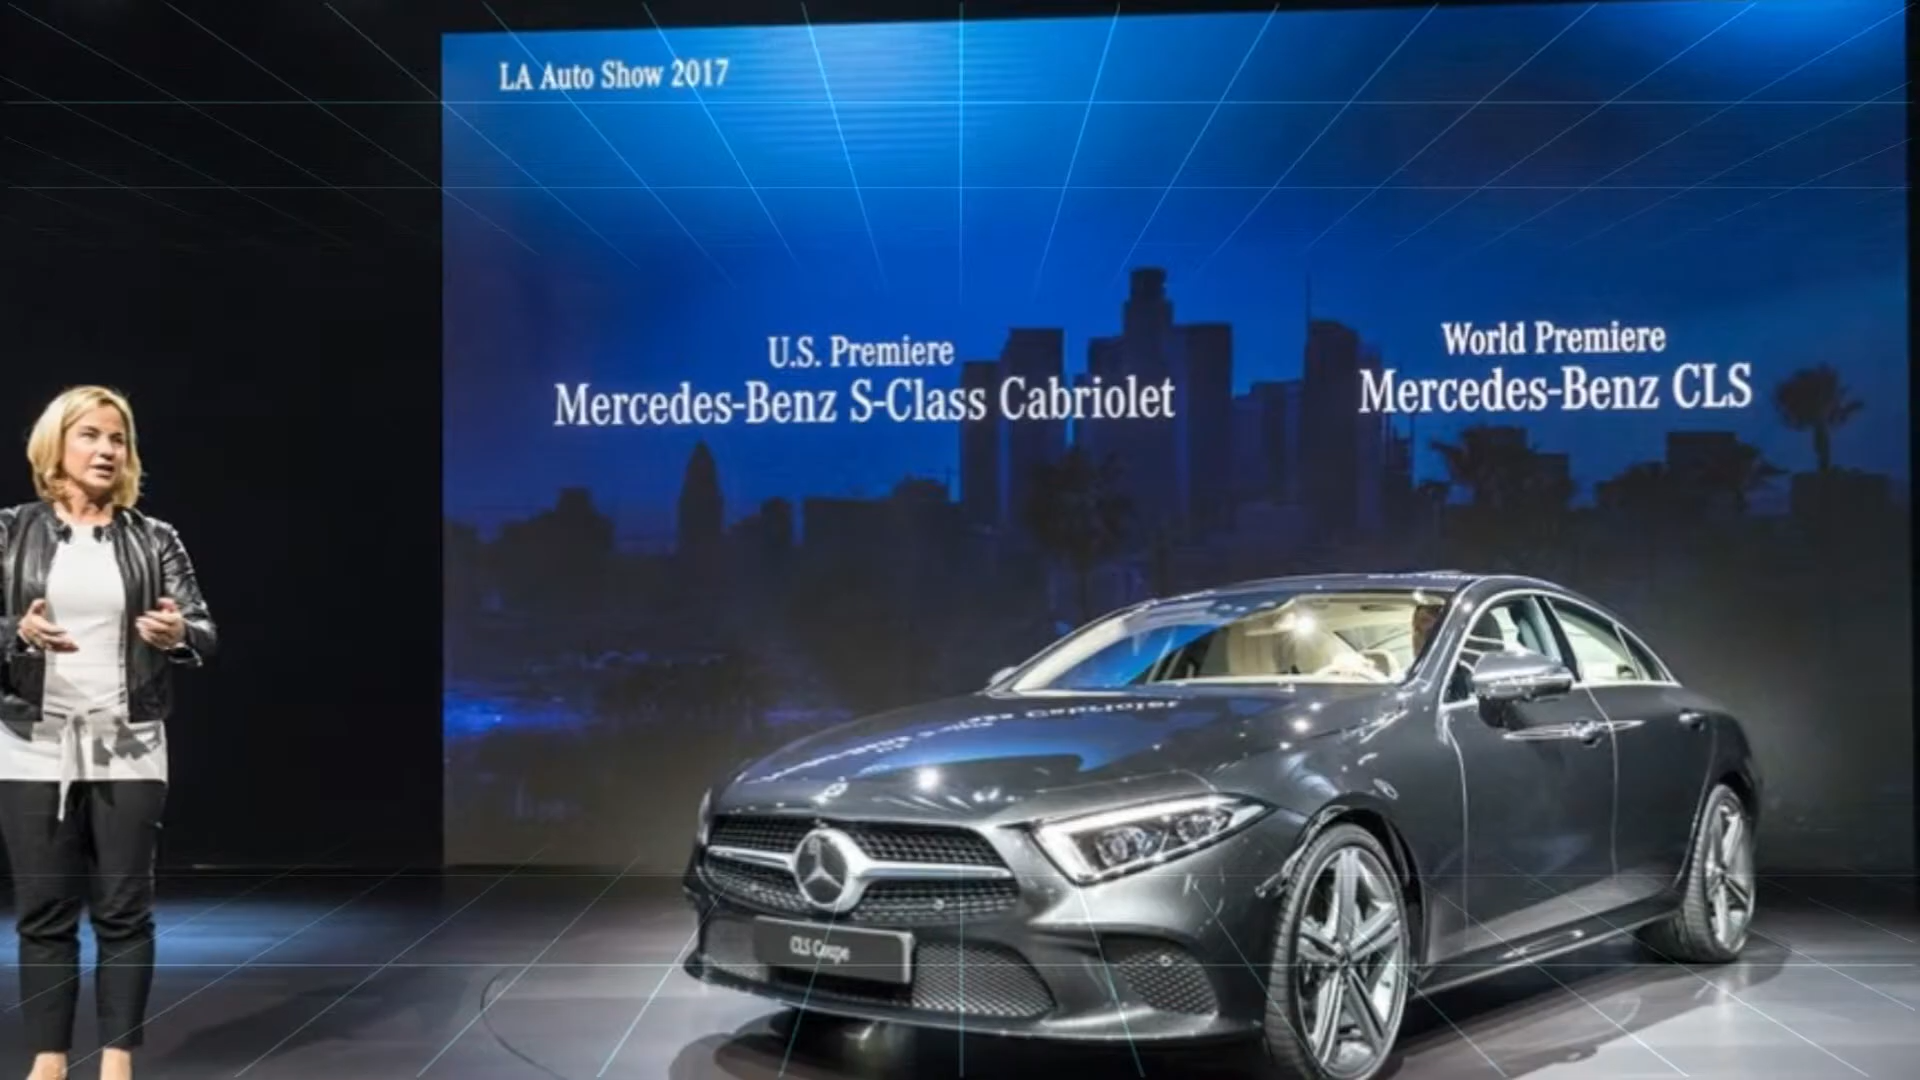 LA Auto Show 2017
U.S. Premiere
Mercedes-Benz S-Class Cabriolet
World Premiere
Mercedes-Benz CLS
CLS Coupe